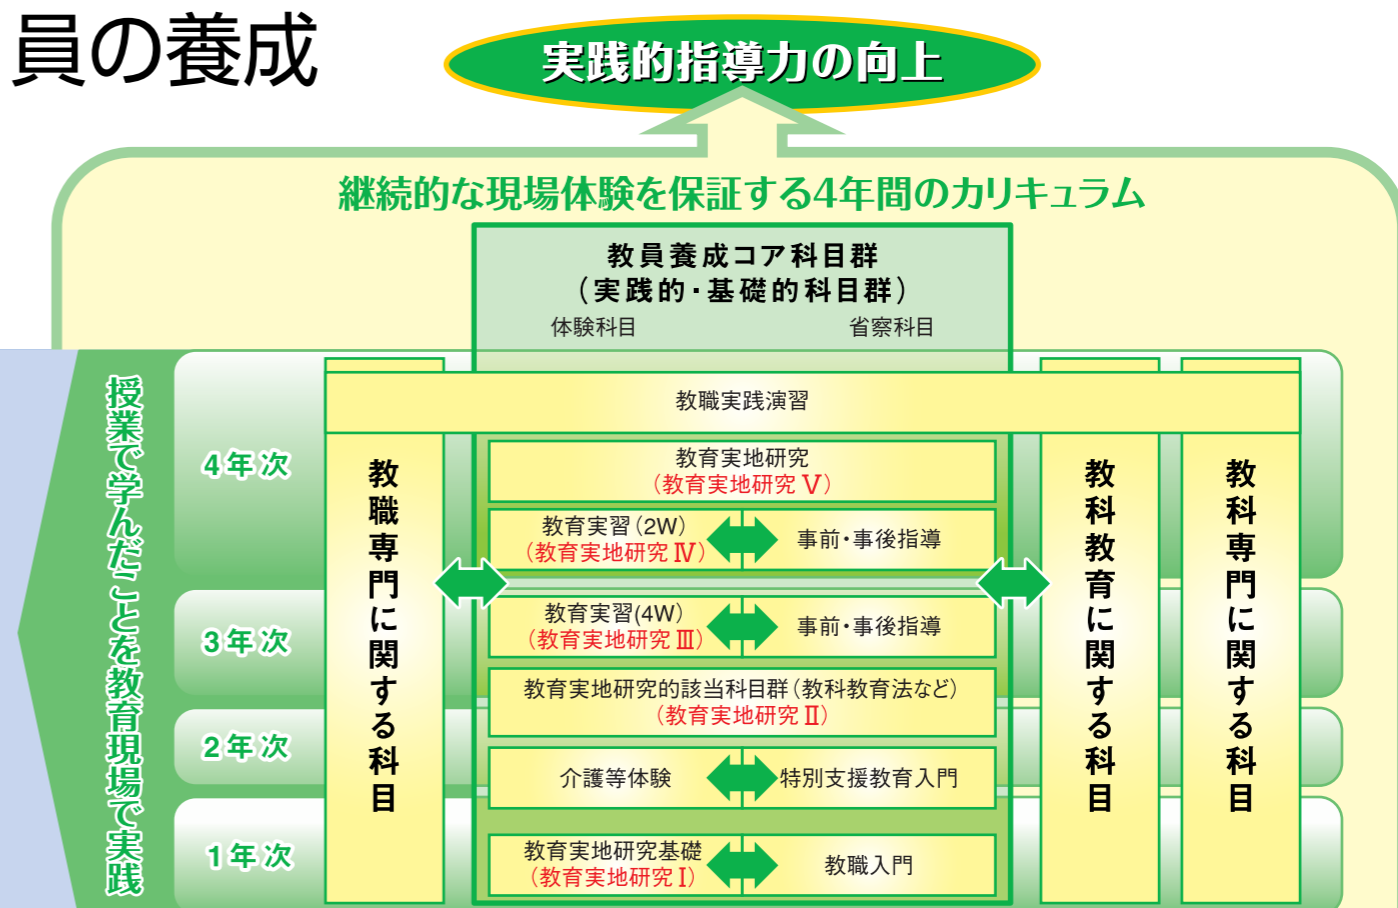 員の養成
実践的指導力の向上
継続的な現場体験を保証する4年間のカリキュラム
教員養成コア科目群
(実践的・基礎的科目群)
体験科目
省察科目
授業で学んだことを教育現場で実践
教職実践演習
4年次
教育実地研究
(教育実地研究Ⅴ)
教育実習(2W)
(教育実地研究Ⅳ)
事前・事後指導
3年次
教育実習(4W)
(教育実地研究Ⅲ)
事前・事後指導
教育実地研究的該当科目群(教科教育法など)
(教育実地研究Ⅱ)
2年次
介護等体験
特別支援教育入門
1年次
教育実地研究基礎
(教育実地研究Ⅰ)
教職入門
教職専門に関する科目
教科教育に関する科目
教科専門に関する科目